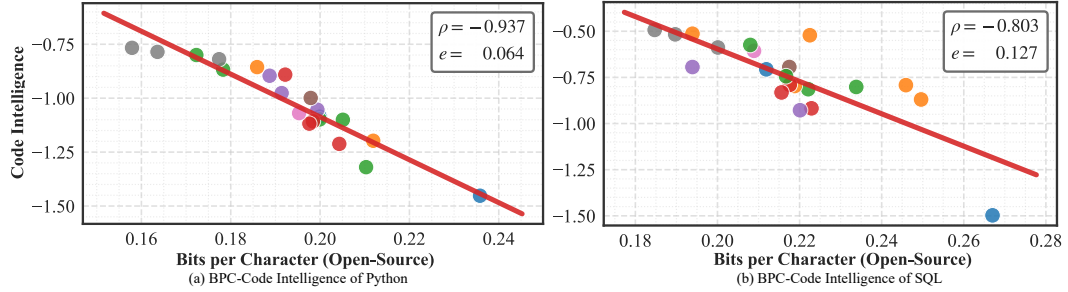 ρ = −0.937
e = 0.064
−0.75
−1.00
−1.25
−1.50
Code Intelligence
0.16 0.18 0.20 0.22 0.24
Bits per Character (Open-Source)
(a) BPC-Code Intelligence of Python
ρ = −0.803
e = 0.127
−0.50
−0.75
−1.00
−1.25
−1.50
0.18 0.20 0.22 0.24 0.26 0.28
Bits per Character (Open-Source)
(b) BPC-Code Intelligence of SQL